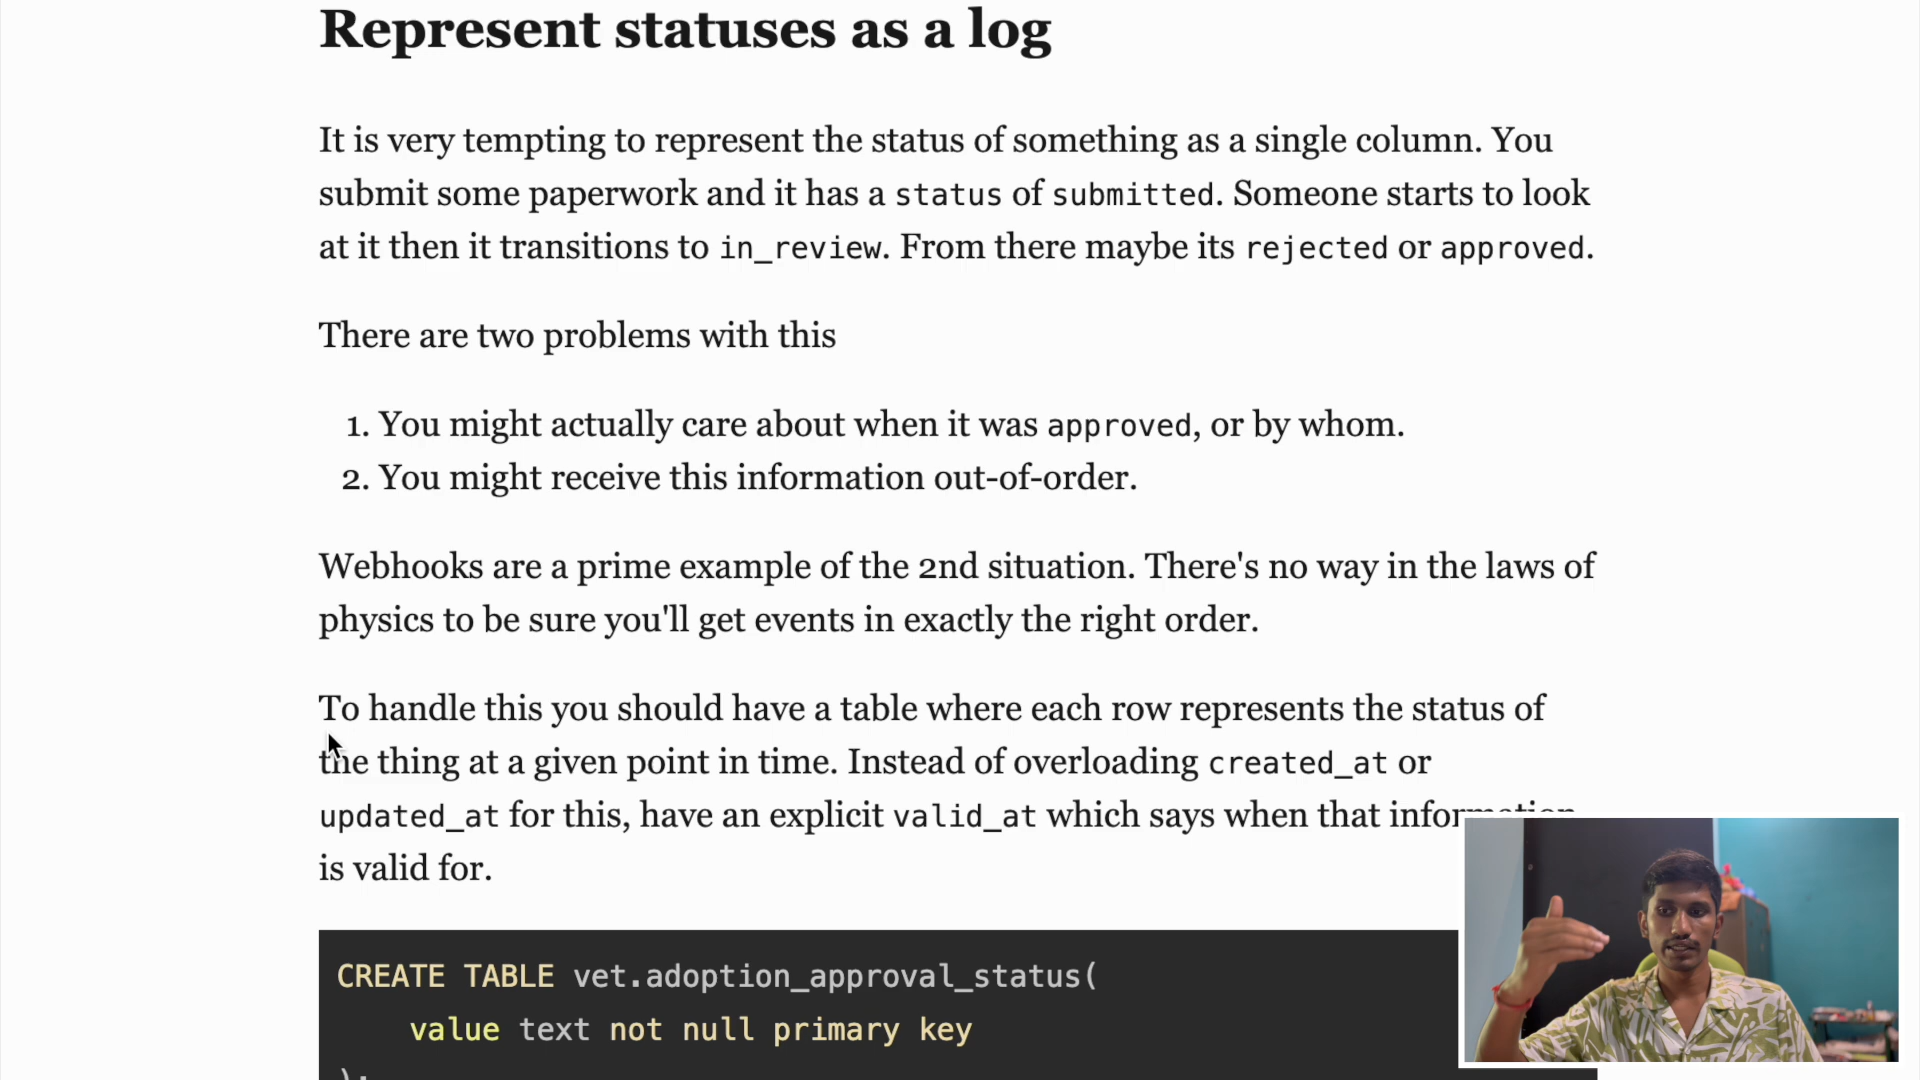 Represent statuses as a log
It is very tempting to represent the status of something as a single column. You
submit some paperwork and it has a status of submitted. Someone starts to look
at it then it transitions to in_review. From there maybe its rejected or approved.
There are two problems with this
1. You might actually care about when it was approved, or by whom.
2. You might receive this information out-of-order.
Webhooks are a prime example of the 2nd situation. There's no way in the laws of
physics to be sure you'll get events in exactly the right order.
To handle this you should have a table where each row represents the status of
the thing at a given point in time. Instead of overloading created_at or
updated_at for this, have an explicit valid_at which says when that information
is valid for.
CREATE TABLE vet.adoption_approval_status(
value text not null primary key
);